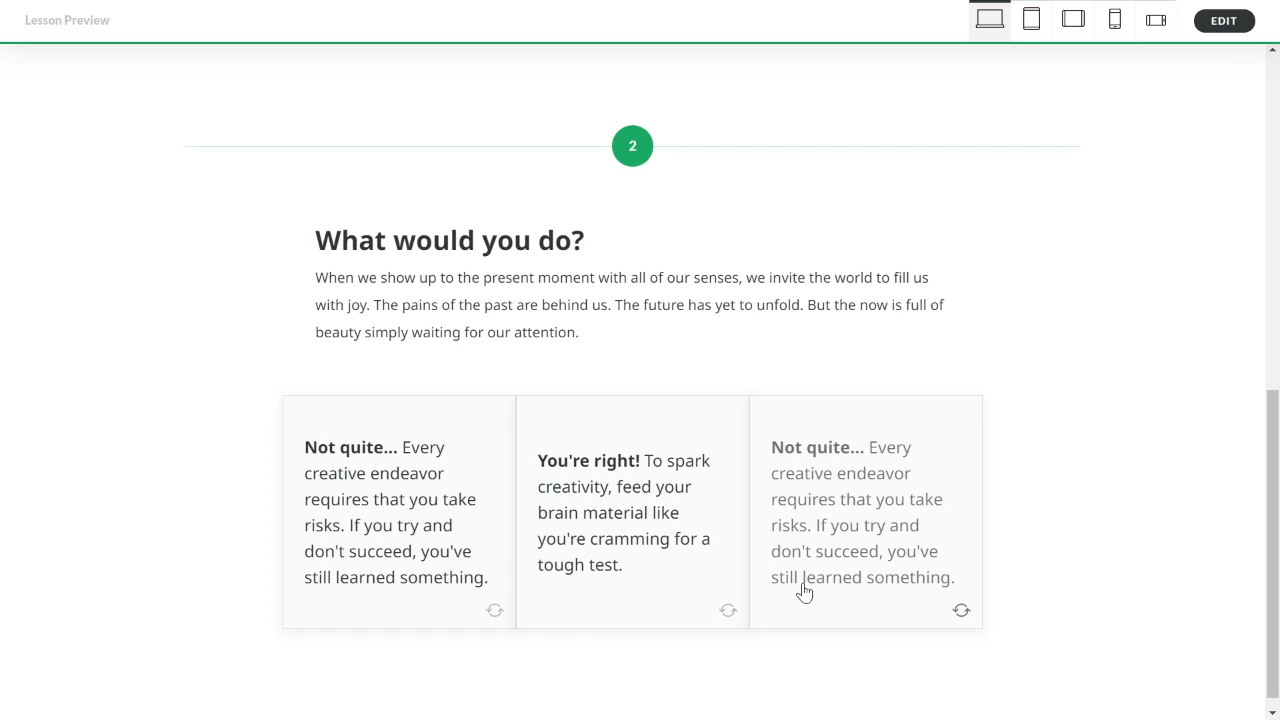 Lesson Preview
EDIT
2
What would you do?
When we show up to the present moment with all of our senses, we invite the world to fill us
with joy. The pains of the past are behind us. The future has yet to unfold. But the now is full of
beauty simply waiting for our attention.
Not quite... Every
creative endeavor
requires that you take
risks. If you try and
don't succeed, you've
still learned something.
You're right! To spark
creativity, feed your
brain material like
you're cramming for a
tough test.
Not quite... Every
creative endeavor
requires that you take
risks. If you try and
don't succeed, you've
still learned something.